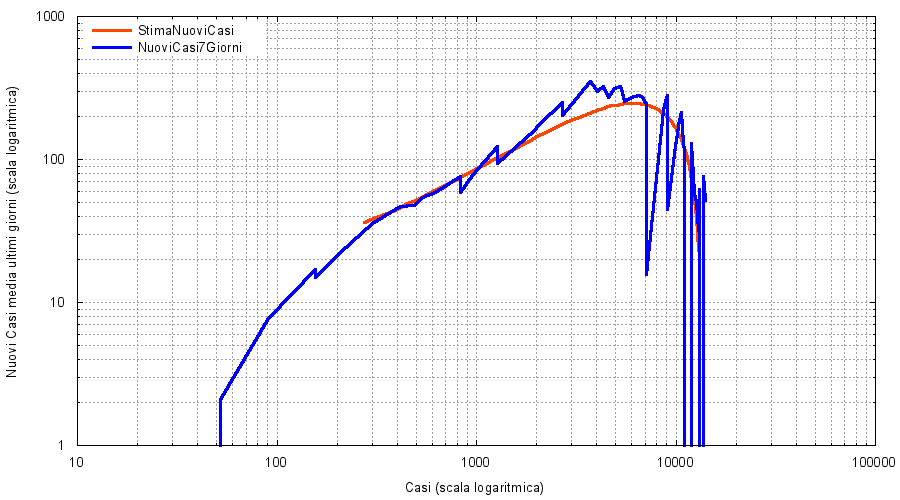 1000
StimaNuoviCasi
NuoviCasi7Giorni
100
10
1
10
100
1000
10000
100000
Nuovi Casi media ultimi giorni (scala logaritmica)
Casi (scala logaritmica)